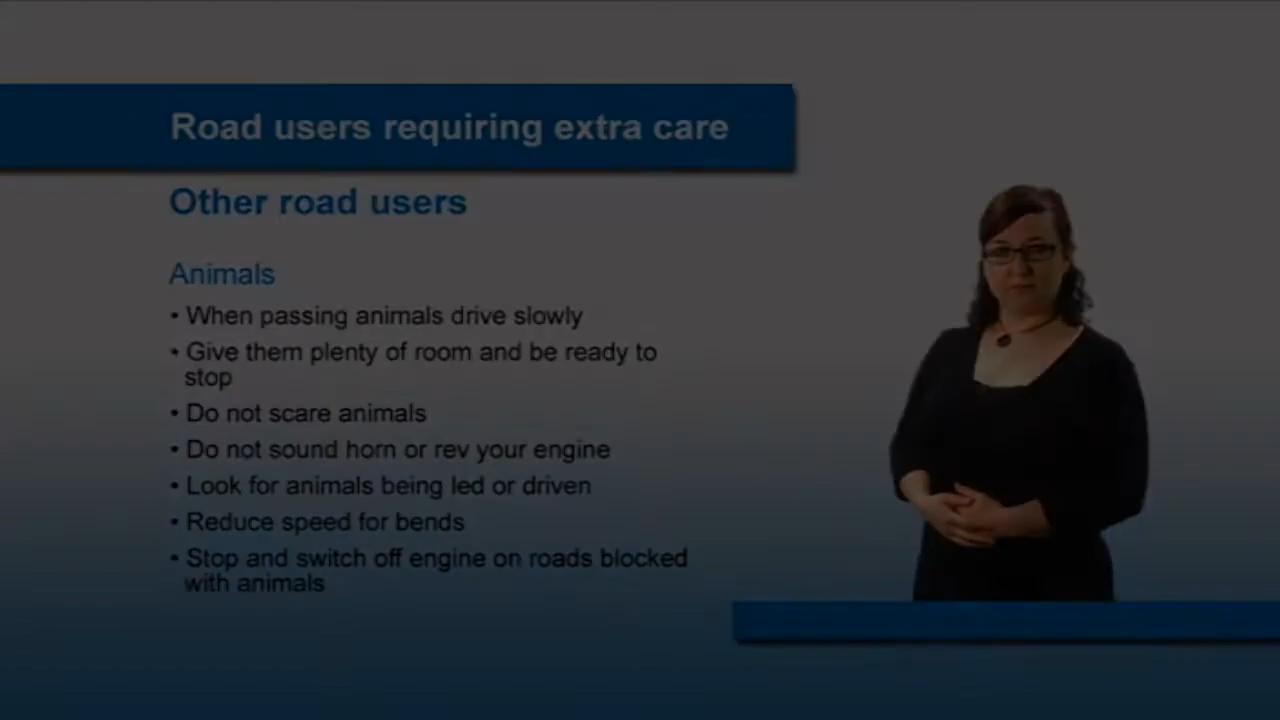 Road users requiring extra care
Other road users
Animals
• When passing animals drive slowly
• Give them plenty of room and be ready to
stop
• Do not scare animals
• Do not sound horn or rev your engine
• Look for animals being led or driven
• Reduce speed for bends
• Stop and switch off engine on roads blocked
with animals